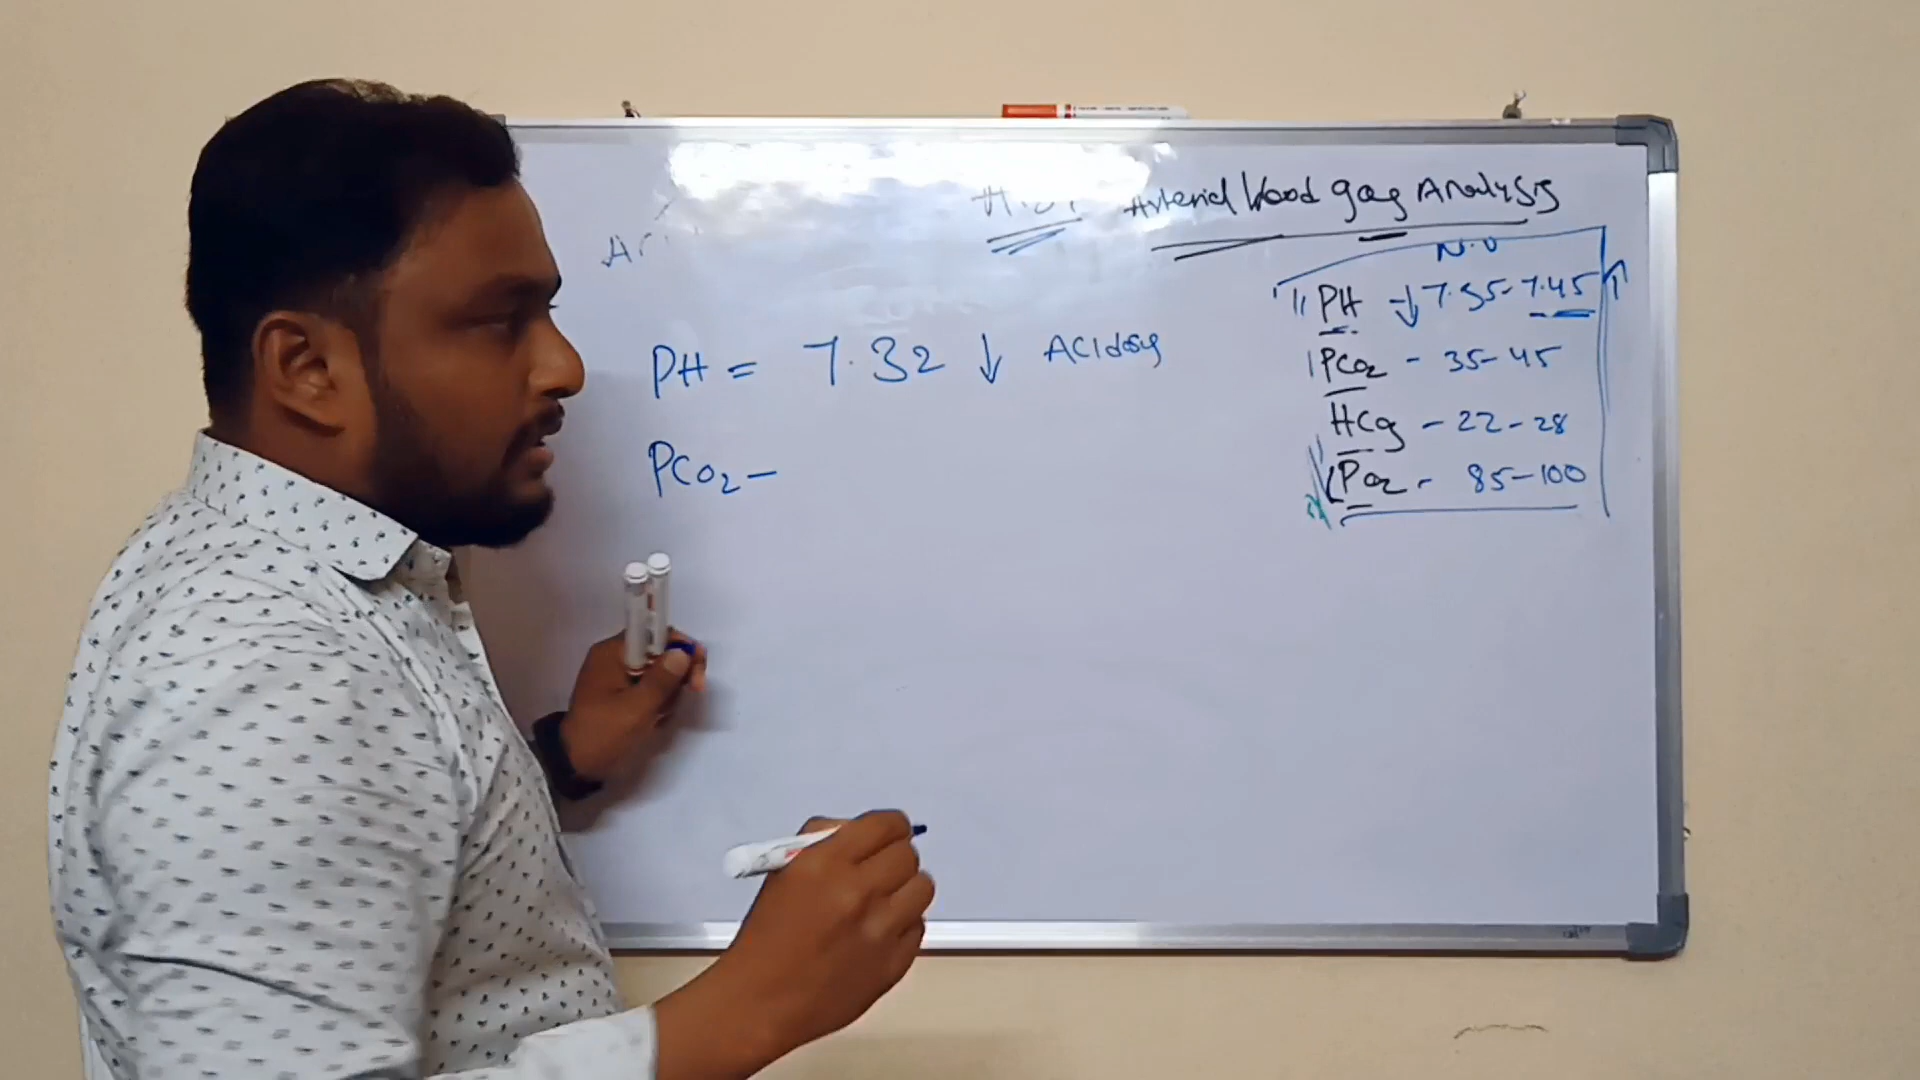 Arterial blood gas Analysis
N.V
PH ↓ 7.35-7.45 ↑
PCO2 - 35-45
HCO3 - 22-28
PO2 - 85-100
PH = 7.32 ↓ Acidosis
PCO2 -